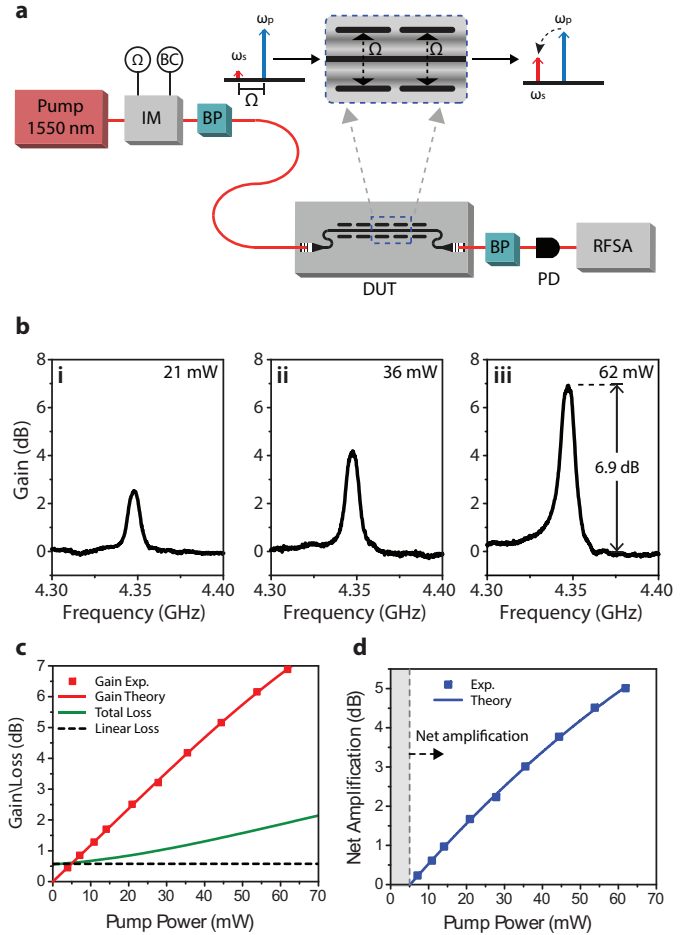 a
ωp
ωs
Ω
Ω
Ω
ωp
ωs
Ω
BC
Pump
1550 nm
IM
BP
DUT
BP
PD
RFSA
b
Gain (dB)
i
21 mW
8
6
4
2
0
4.30
4.35
4.40
Frequency (GHz)
ii
36 mW
8
6
4
2
0
4.30
4.35
4.40
Frequency (GHz)
iii
62 mW
6.9 dB
8
6
4
2
0
4.30
4.35
4.40
Frequency (GHz)
c
Gain\Loss (dB)
7
6
5
4
3
2
1
0
Gain Exp.
Gain Theory
Total Loss
Linear Loss
0 10 20 30 40 50 60 70
Pump Power (mW)
d
Net Amplification (dB)
5
4
3
2
1
0
Exp.
Theory
Net amplification
0 10 20 30 40 50 60 70
Pump Power (mW)